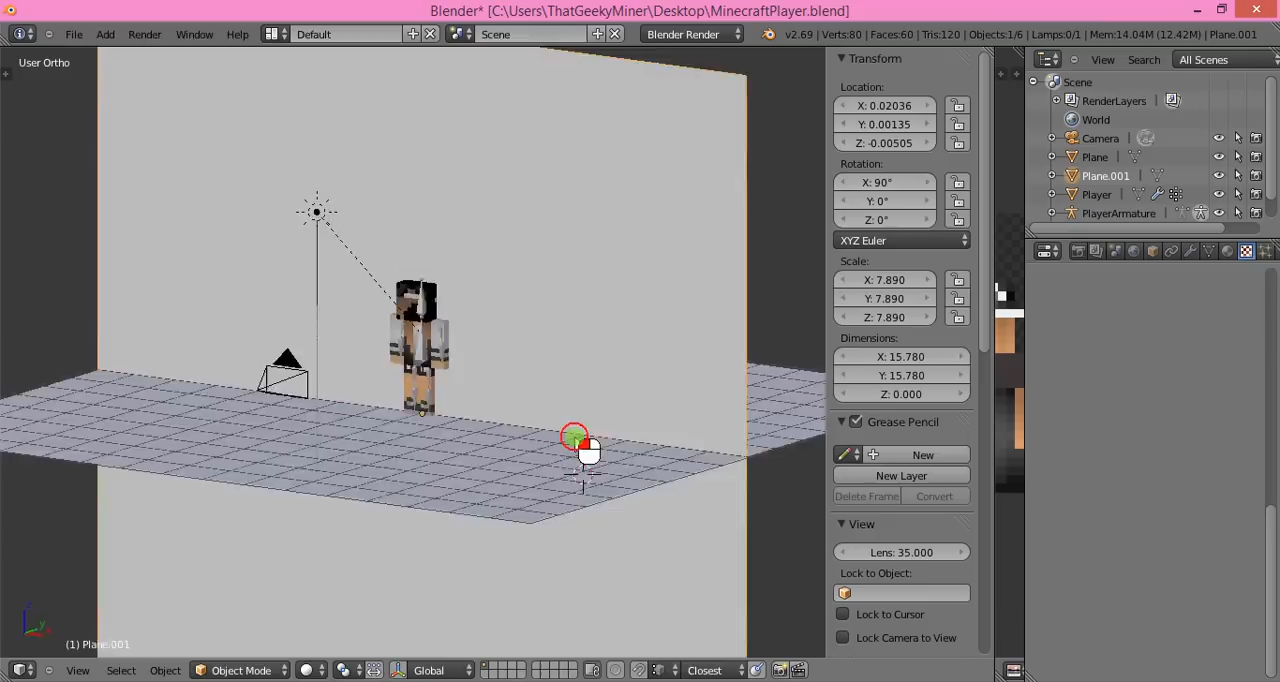 Blender* [C:\Users\ThatGeekyMiner\Desktop\MinecraftPlayer.blend]
File Add Render Window Help Default Scene Blender Render v2.69 | Verts:80 | Faces:60 | Tris:120 | Objects:1/6 | Lamps:0/1 | Mem:14.04M (12.42M) | Plane.001
User Ortho
Transform
Location:
X: 0.02036
Y: 0.00135
Z: -0.00505
Rotation:
X: 90°
Y: 0°
Z: 0°
XYZ Euler
Scale:
X: 7.890
Y: 7.890
Z: 7.890
Dimensions:
X: 15.780
Y: 15.780
Z: 0.000
Grease Pencil
New
New Layer
Delete Frame Convert
View
Lens: 35.000
Lock to Object:
Lock to Cursor
Lock Camera to View
View Search All Scenes
Scene
RenderLayers
World
Camera
Plane
Plane.001
Player
PlayerArmature
(1) Plane.001
View Select Object Object Mode Global Closest